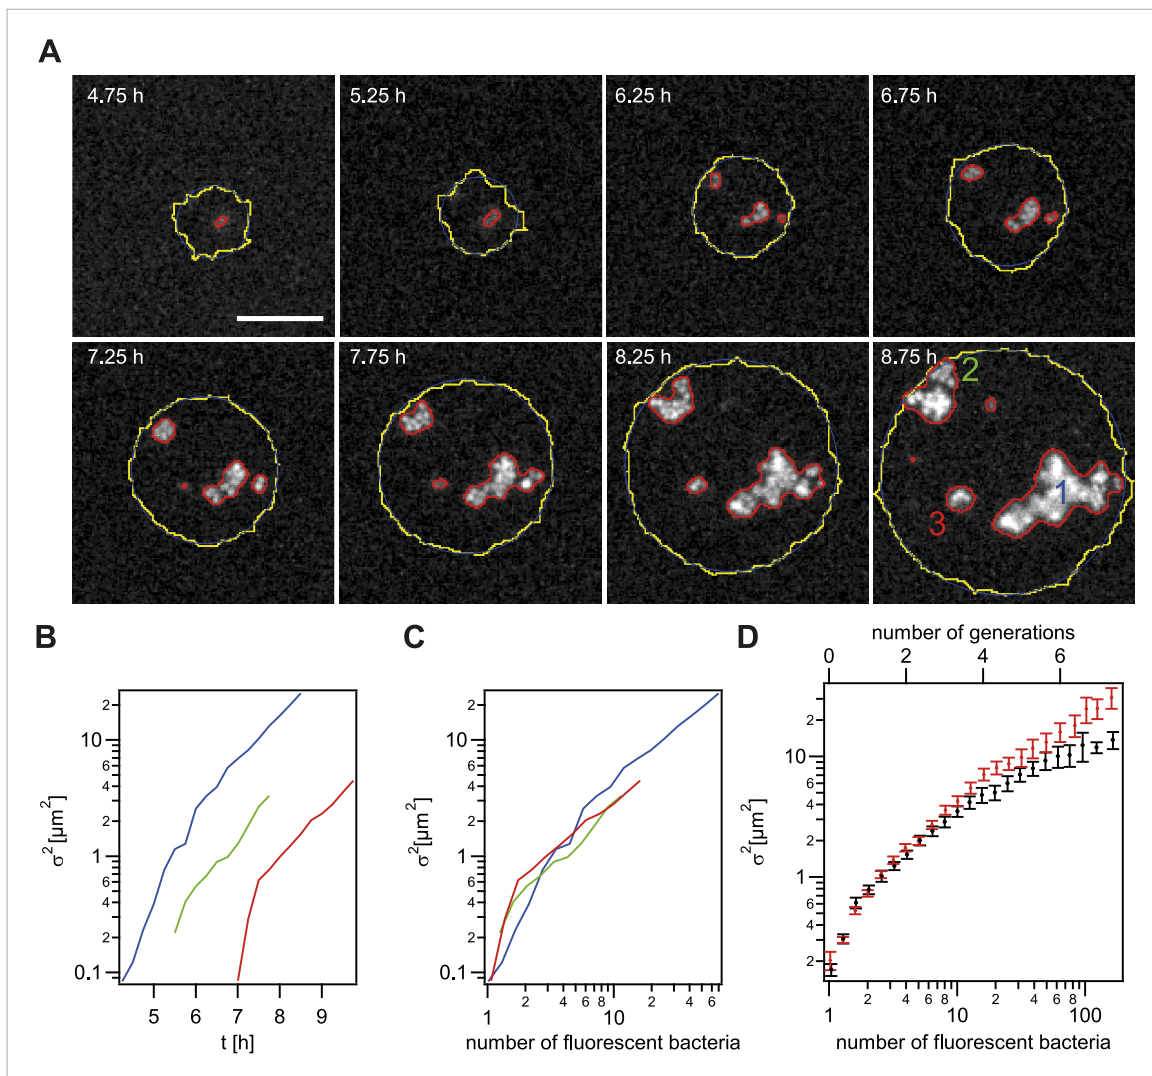 A
4.75 h
5.25 h
6.25 h
6.75 h
7.25 h
7.75 h
8.25 h
8.75 h
2
1
3
B
C
D
number of generations
0 2 4 6
2
10
6
4
2
1
6
4
2
0.1
σ² [µm²]
5 6 7 8 9
t [h]
2
10
6
4
2
1
6
4
2
0.1
σ² [µm²]
1 2 4 6 8 10 2 4 6
number of fluorescent bacteria
2
10
6
4
2
1
6
4
2
σ² [µm²]
1 2 4 6 8 10 2 4 6 8 100
number of fluorescent bacteria